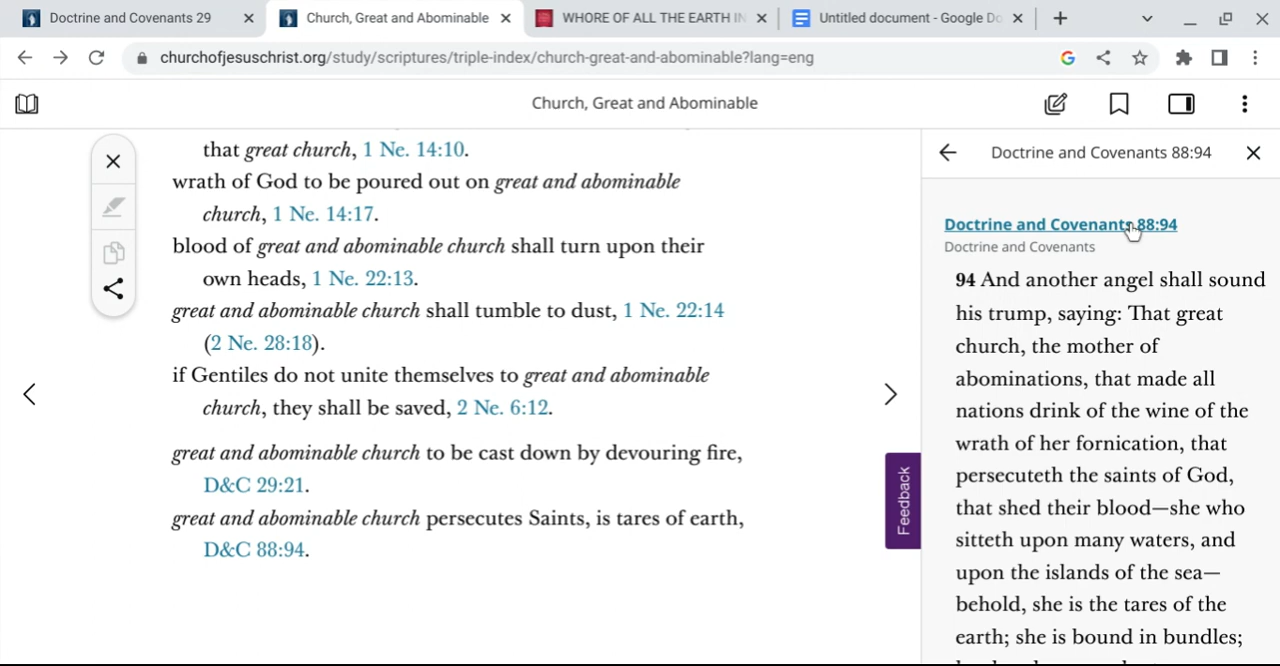 Doctrine and Covenants 29
Church, Great and Abominable
WHORE OF ALL THE EARTH IN
Untitled document - Google Do
churchofjesuschrist.org/study/scriptures/triple-index/church-great-and-abominable?lang=eng
Church, Great and Abominable
that great church, 1 Ne. 14:10.
wrath of God to be poured out on great and abominable
church, 1 Ne. 14:17.
blood of great and abominable church shall turn upon their
own heads, 1 Ne. 22:13.
great and abominable church shall tumble to dust, 1 Ne. 22:14
(2 Ne. 28:18).
if Gentiles do not unite themselves to great and abominable
church, they shall be saved, 2 Ne. 6:12.
great and abominable church to be cast down by devouring fire,
D&C 29:21.
great and abominable church persecutes Saints, is tares of earth,
D&C 88:94.
Feedback
Doctrine and Covenants 88:94
Doctrine and Covenants 88:94
Doctrine and Covenants
94 And another angel shall sound
his trump, saying: That great
church, the mother of
abominations, that made all
nations drink of the wine of the
wrath of her fornication, that
persecuteth the saints of God,
that shed their blood—she who
sitteth upon many waters, and
upon the islands of the sea—
behold, she is the tares of the
earth; she is bound in bundles;